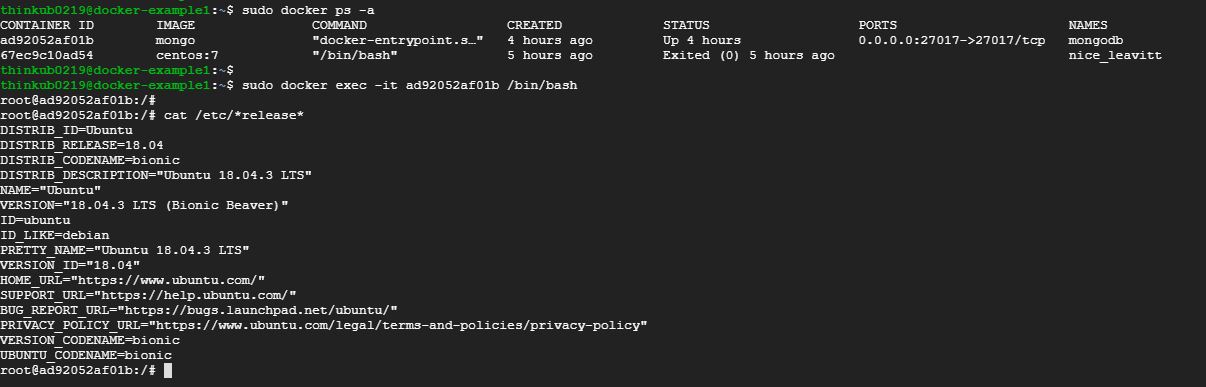 thinkub0219@docker-example1:~$ sudo docker ps -a
CONTAINER ID        IMAGE               COMMAND                  CREATED             STATUS                   PORTS                      NAMES
ad92052af01b        mongo               "docker-entrypoint.s…"   4 hours ago         Up 4 hours               0.0.0.0:27017->27017/tcp   mongodb
67ec9c10ad54        centos:7            "/bin/bash"              5 hours ago         Exited (0) 5 hours ago                              nice_leavitt
thinkub0219@docker-example1:~$
thinkub0219@docker-example1:~$ sudo docker exec -it ad92052af01b /bin/bash
root@ad92052af01b:/#
root@ad92052af01b:/# cat /etc/*release*
DISTRIB_ID=Ubuntu
DISTRIB_RELEASE=18.04
DISTRIB_CODENAME=bionic
DISTRIB_DESCRIPTION="Ubuntu 18.04.3 LTS"
NAME="Ubuntu"
VERSION="18.04.3 LTS (Bionic Beaver)"
ID=ubuntu
ID_LIKE=debian
PRETTY_NAME="Ubuntu 18.04.3 LTS"
VERSION_ID="18.04"
HOME_URL="https://www.ubuntu.com/"
SUPPORT_URL="https://help.ubuntu.com/"
BUG_REPORT_URL="https://bugs.launchpad.net/ubuntu/"
PRIVACY_POLICY_URL="https://www.ubuntu.com/legal/terms-and-policies/privacy-policy"
VERSION_CODENAME=bionic
UBUNTU_CODENAME=bionic
root@ad92052af01b:/#